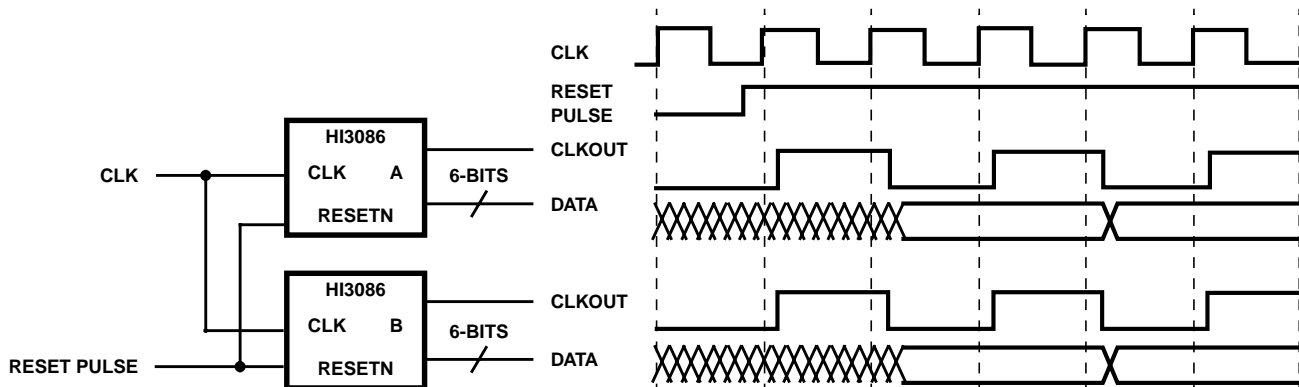 CLK
RESET
PULSE
HI3086
CLKOUT
CLK
CLK A
6-BITS
DATA
RESETN
HI3086
CLKOUT
CLK B
6-BITS
DATA
RESET PULSE
RESETN